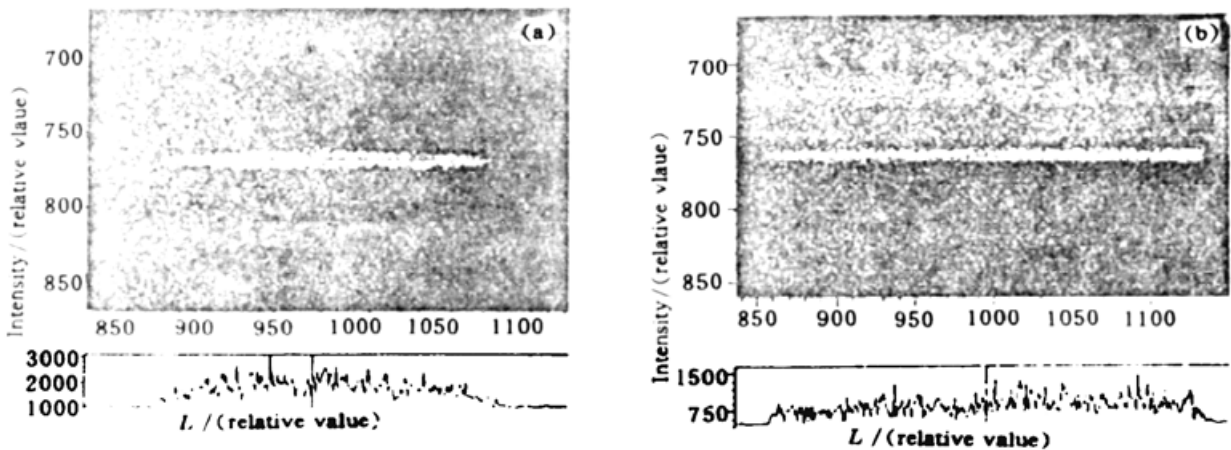 (a)
Intensity/(relative vlaue)
700
750
800
850
850 900 950 1000 1050 1100
3000
2000
1000
L /(relative value)
(b)
Intensity/(relative vlaue)
700
750
800
850
850 900 950 1000 1050 1100
1500
750
L /(relative value)